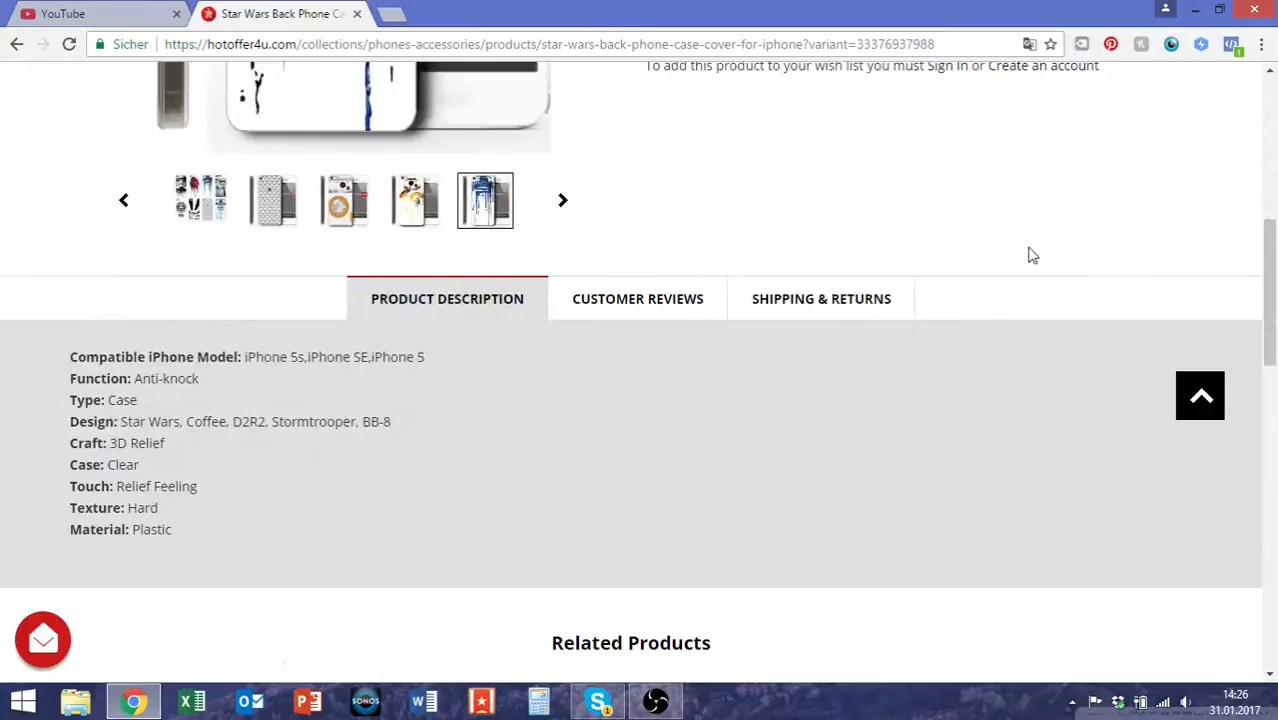 YouTube
Star Wars Back Phone Ca
Sicher
https://hotoffer4u.com/collections/phones-accessories/products/star-wars-back-phone-case-cover-for-iphone?variant=33376937988
To add this product to your wish list you must Sign In or Create an account
PRODUCT DESCRIPTION
CUSTOMER REVIEWS
SHIPPING & RETURNS
Compatible iPhone Model: iPhone 5s,iPhone SE,iPhone 5
Function: Anti-knock
Type: Case
Design: Star Wars, Coffee, D2R2, Stormtrooper, BB-8
Craft: 3D Relief
Case: Clear
Touch: Relief Feeling
Texture: Hard
Material: Plastic
Related Products
SONOS
14:26
31.01.2017